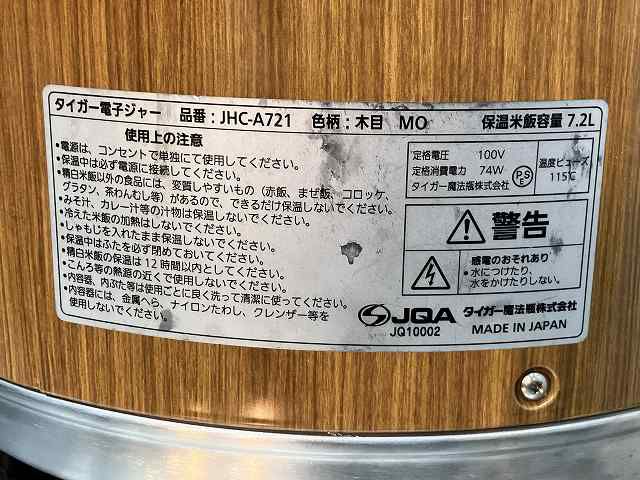 タイガー電子ジャー 品番：JHC-A721 色柄：木目 MO 保温米飯容量 7.2L
使用上の注意
•電源は、コンセントで単独にて使用してください。
•保温中は必ず電源に接続してください。
•精白米飯以外の食品には、変質しやすいもの（赤飯、まぜ飯、コロッケ、
グラタン、茶わんむし等）があるので、できるだけ保温しないでください。
•みそ汁、カレー汁等の汁物は保温しないでください。
•冷えた米飯の加熱はしないでください。
•しゃもじを入れたまま保温しないでください。
•保温中はふたを必ず閉めておいてください。
•精白米飯の保温は12時間以内としてください。
•こんろ等の熱源の近くで使用しないでください。
•内容器、内ぶた等は使用ごとに良く洗って清潔に使ってください。
•内容器には、金属へら、ナイロンたわし、クレンザー等を
使用しないでください。
定格電圧 100V
定格消費電力 74W
タイガー魔法瓶株式会社
PSE
温度ヒューズ
115℃
警告
感電のおそれあり
•水につけたり、
水をかけたりしない。
JQA
JQ10002
タイガー魔法瓶株式会社
MADE IN JAPAN